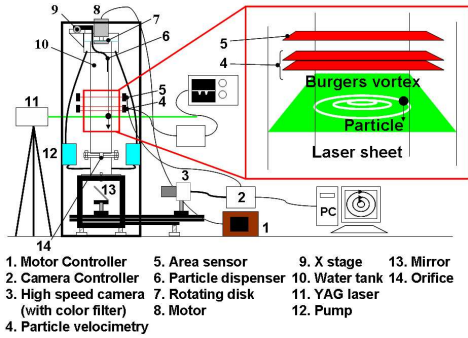 9
8
7
6
10
5
4
11
12
13
3
2
1
14
PC
5
4
Burgers vortex
Particle
Laser sheet
1. Motor Controller
2. Camera Controller
3. High speed camera
(with color filter)
4. Particle velocimetry
5. Area sensor
6. Particle dispenser
7. Rotating disk
8. Motor
9. X stage
10. Water tank
11. YAG laser
12. Pump
13. Mirror
14. Orifice